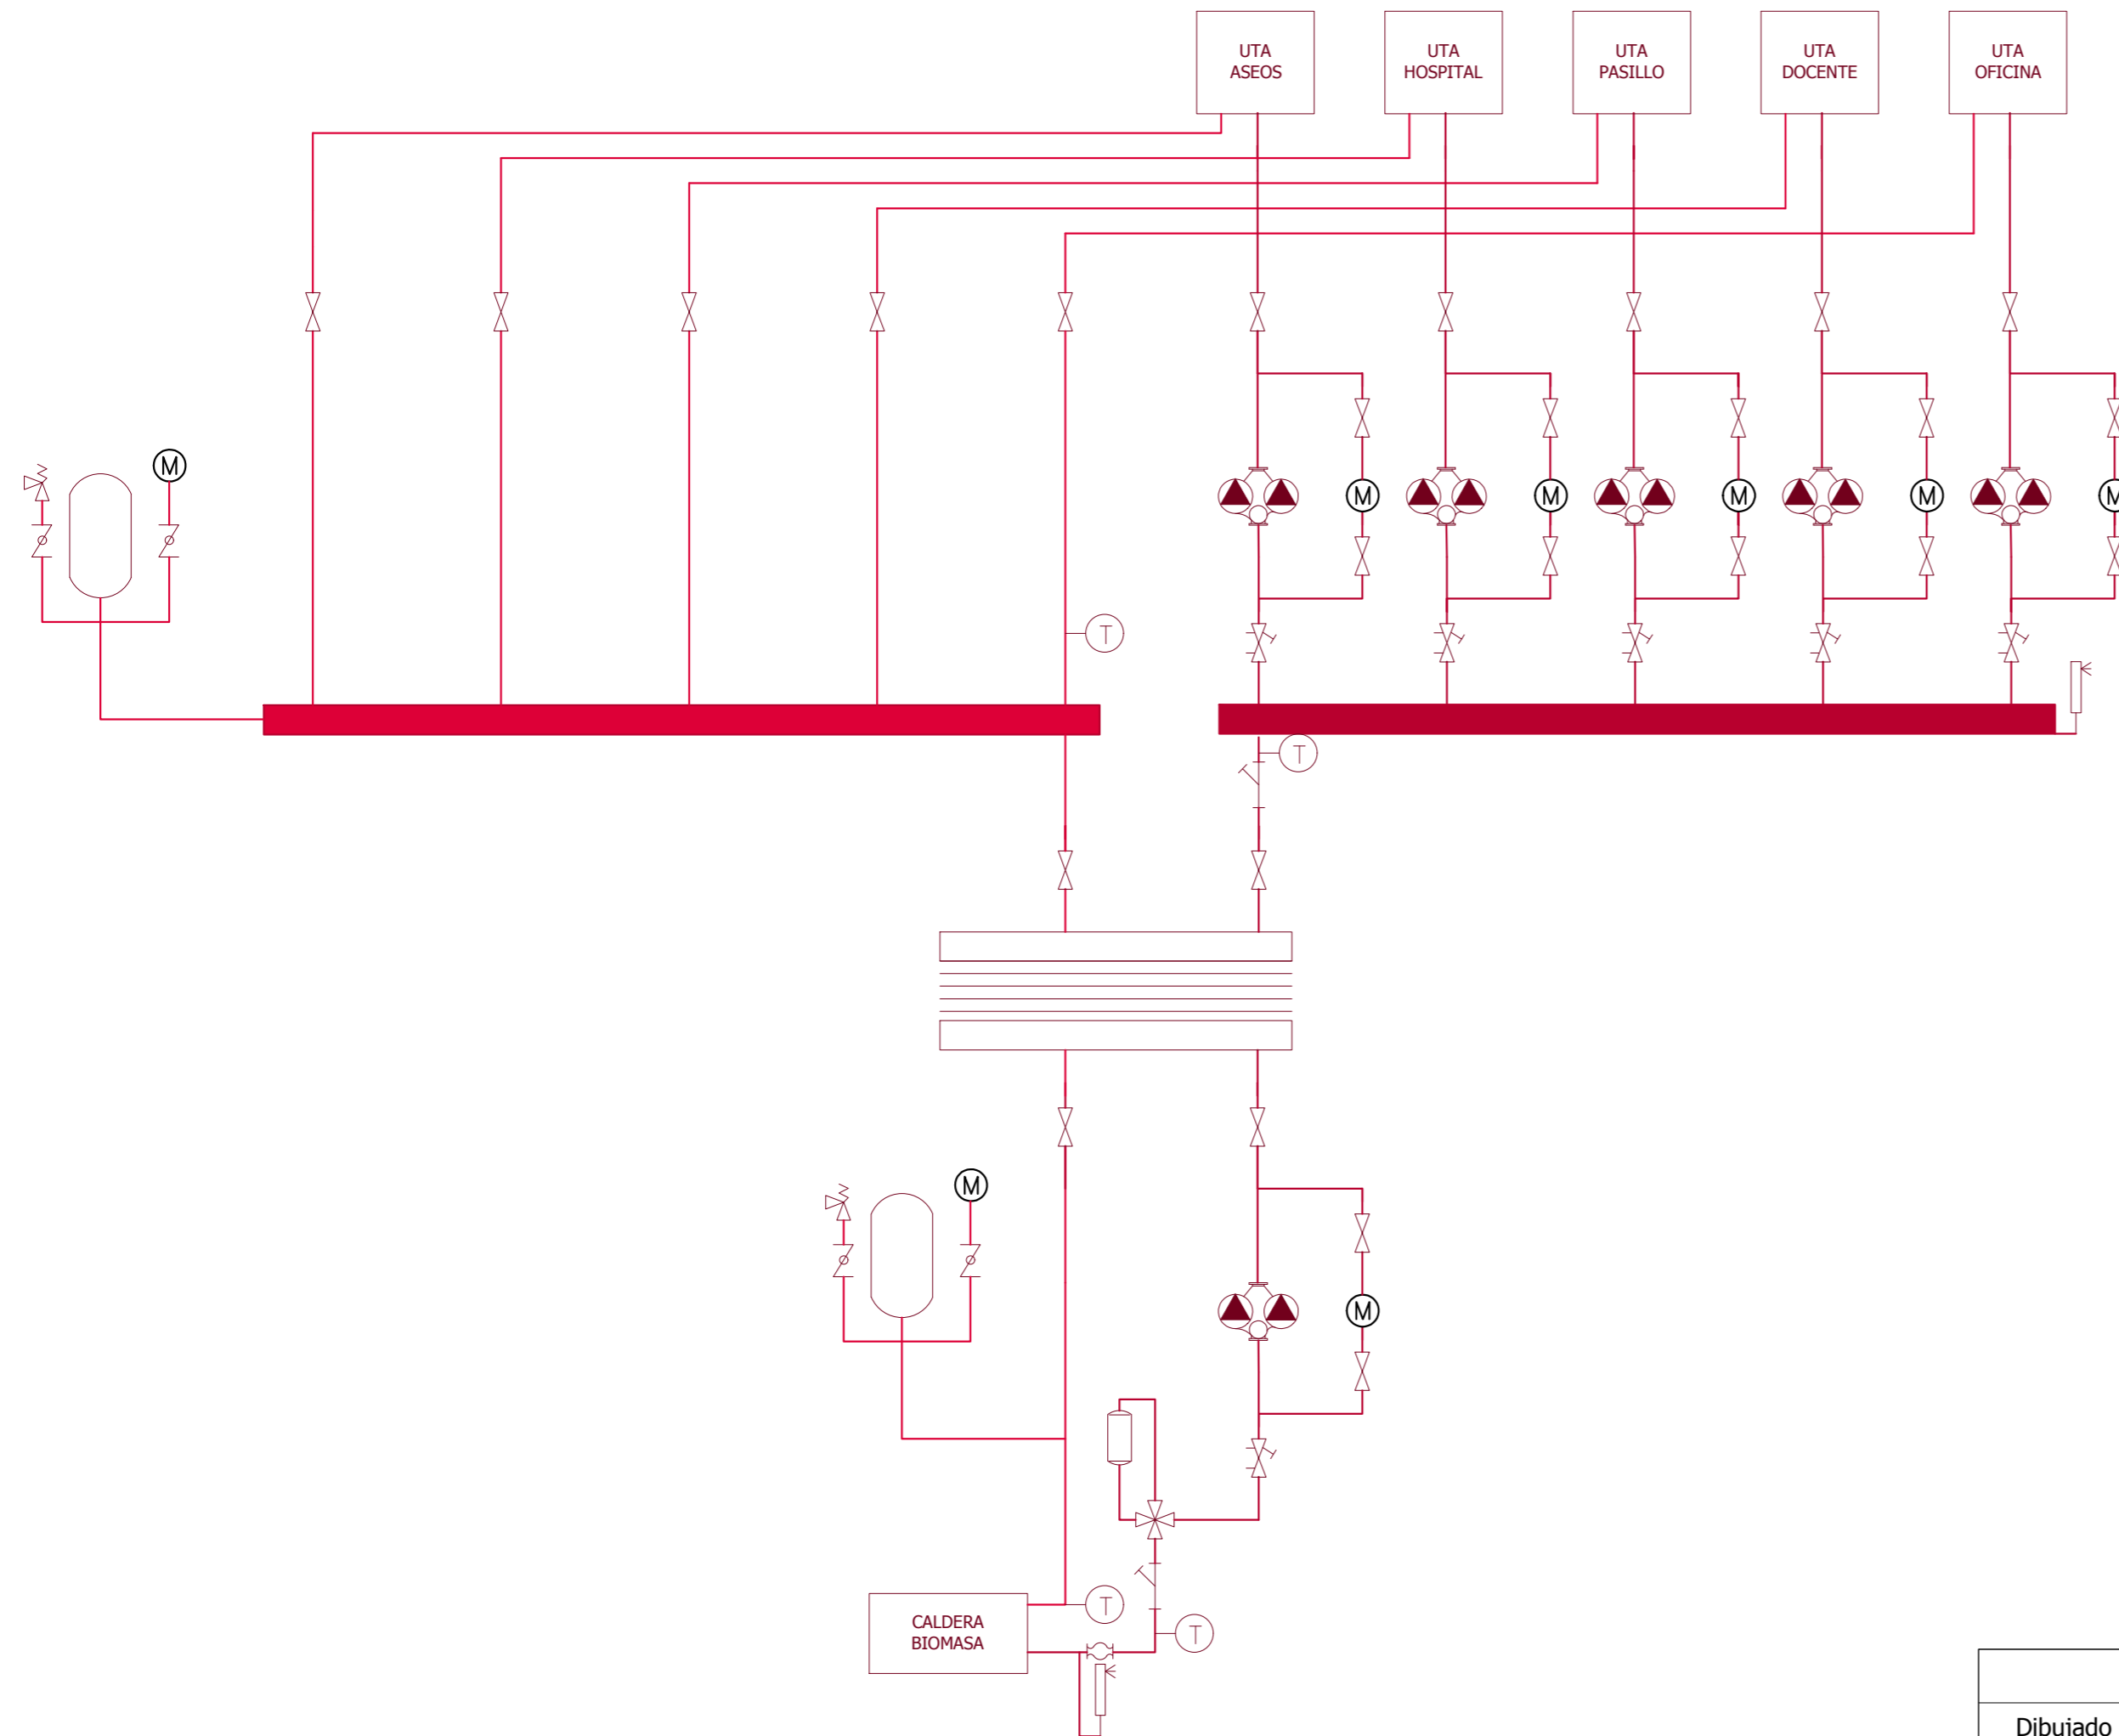 UTA
ASEOS
UTA
HOSPITAL
UTA
PASILLO
UTA
DOCENTE
UTA
OFICINA
M
M
M
M
M
M
T
T
M
M
CALDERA
BIOMASA
T
T
Dibujado